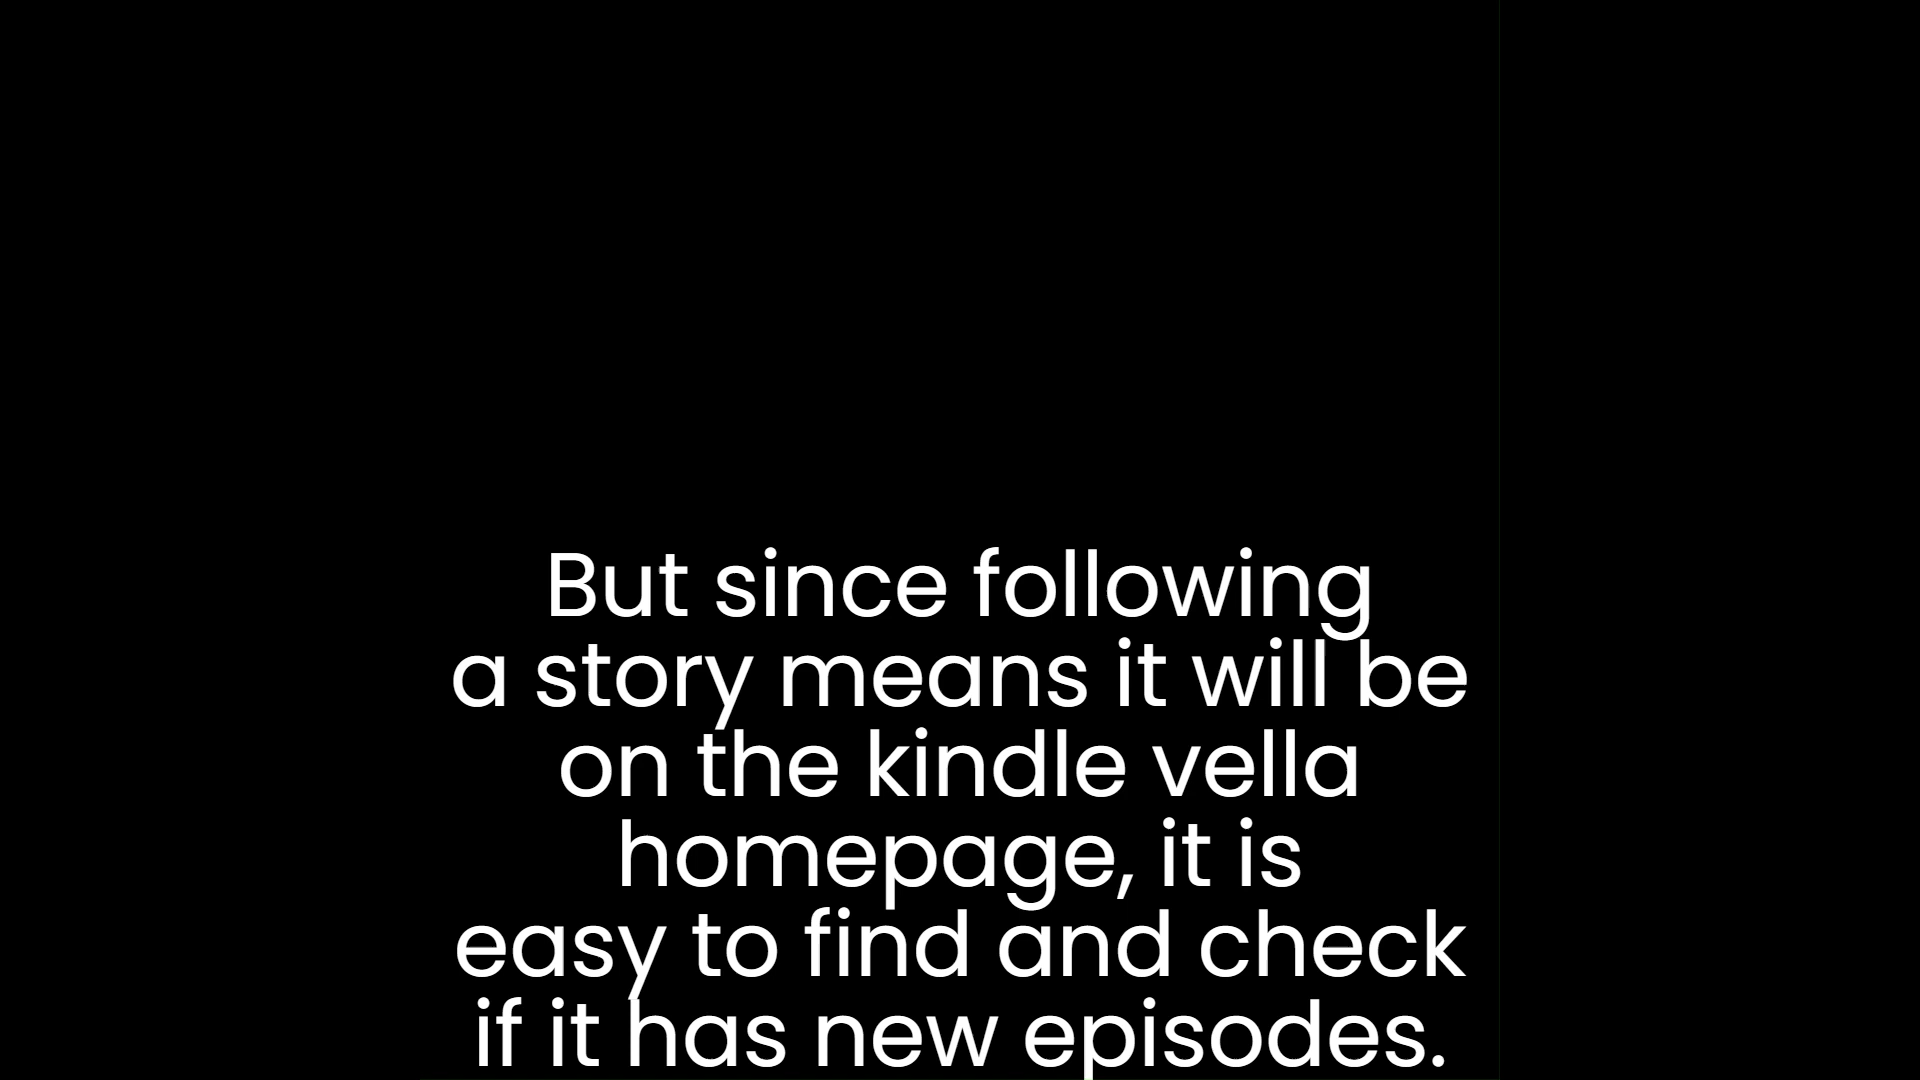 But since following
a story means it will be
on the kindle vella
homepage, it is
easy to find and check
if it has new episodes.